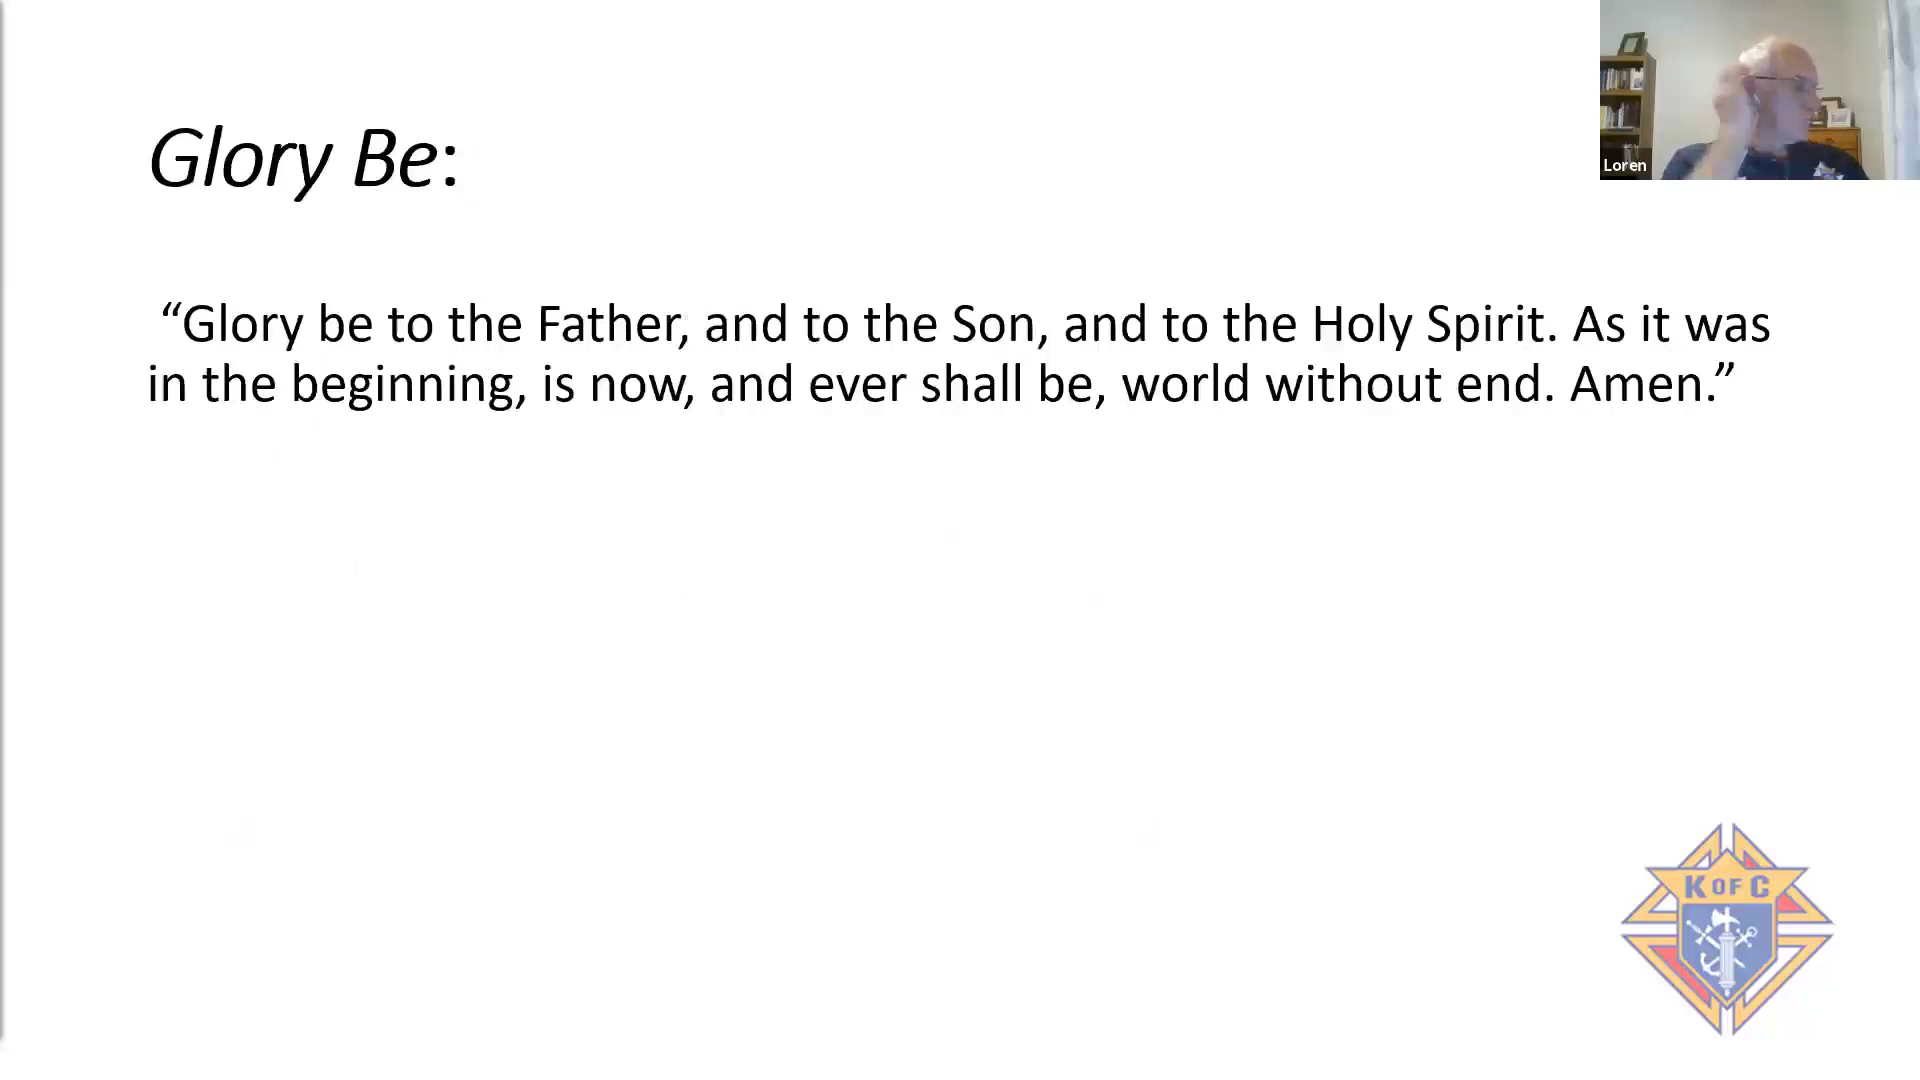 Glory Be:
Loren
“Glory be to the Father, and to the Son, and to the Holy Spirit. As it was
in the beginning, is now, and ever shall be, world without end. Amen.”
K OF C